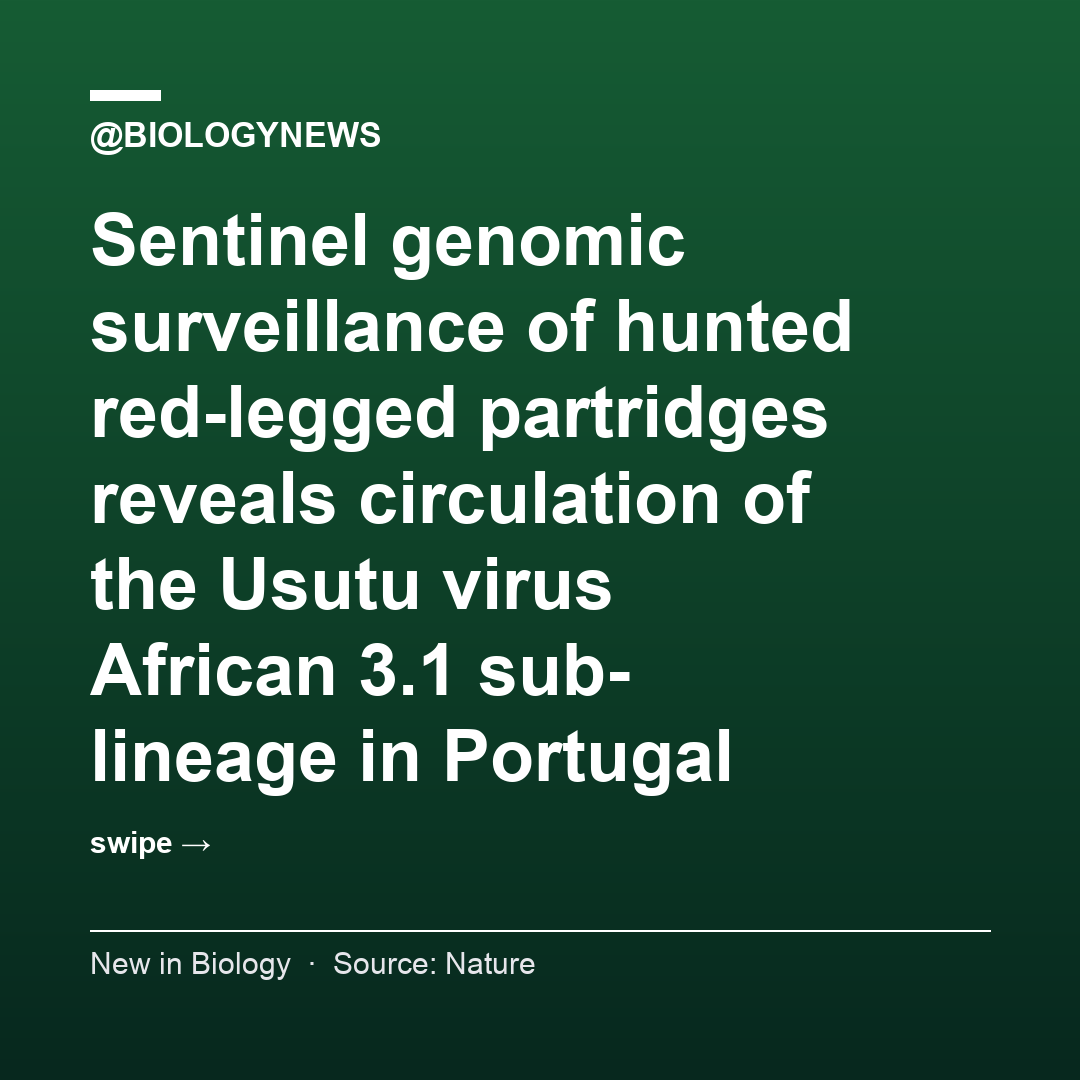 @BIOLOGYNEWS
Sentinel genomic
surveillance of hunted
red-legged partridges
reveals circulation of
the Usutu virus
African 3.1 sub-
lineage in Portugal
swipe →
New in Biology · Source: Nature